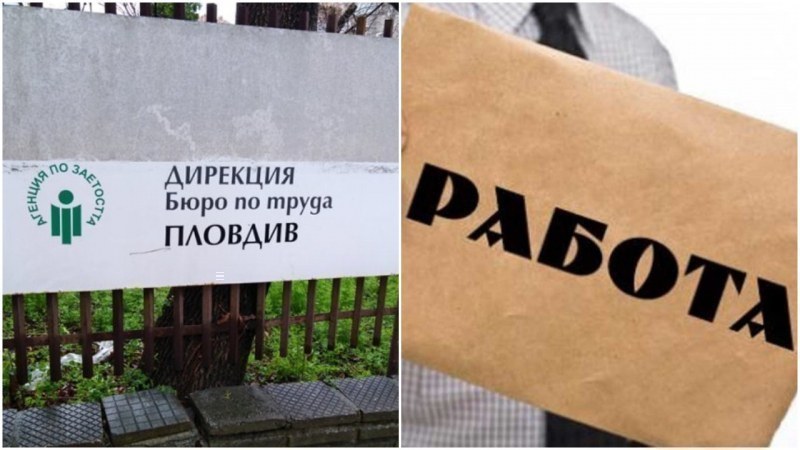 АГЕНЦИЯ ПО ЗАЕТОСТА
ДИРЕКЦИЯ
Бюро по труда
ПЛОВДИВ
РАБОТА